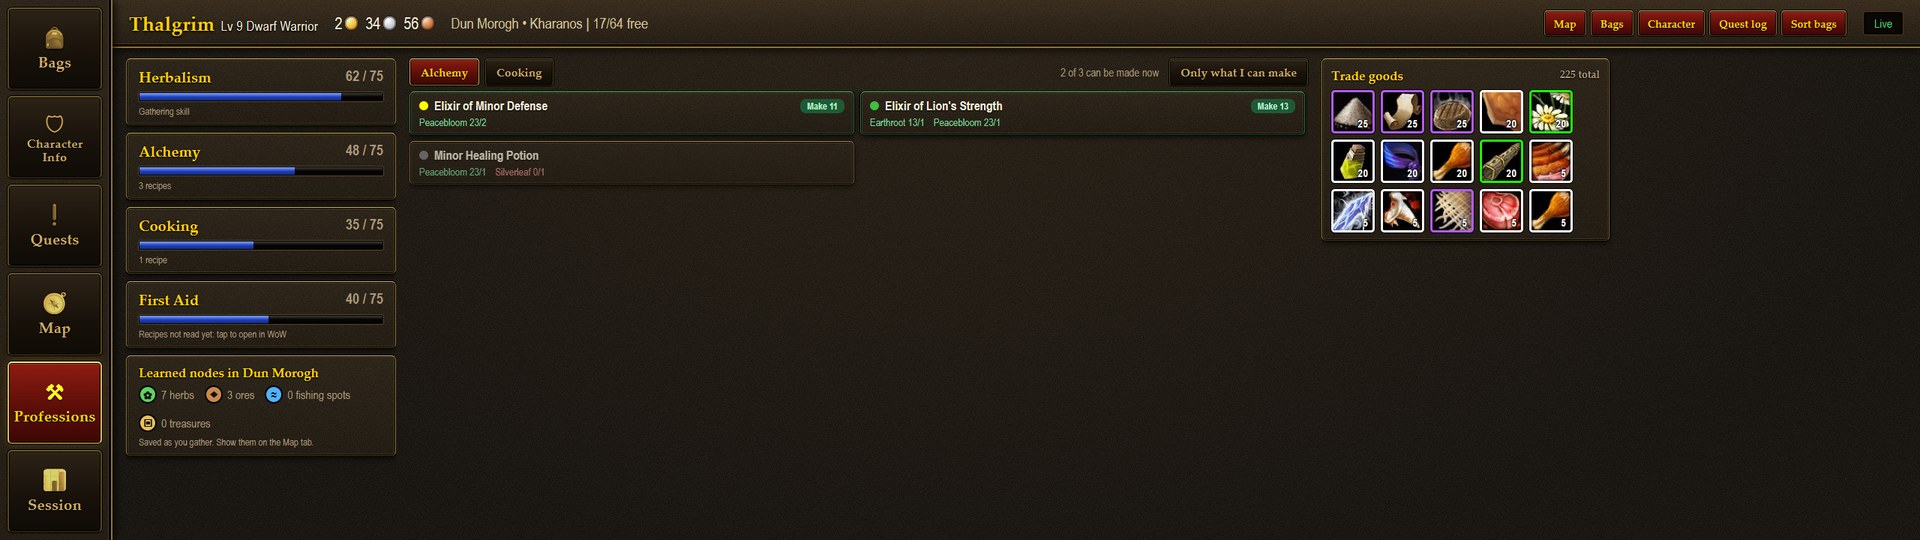 Bags
Character
Info
Quests
Map
Professions
Session
Thalgrim Lv 9 Dwarf Warrior 2 34 56 Dun Morogh • Kharanos | 17/64 free
Map Bags Character Quest log Sort bags Live
Herbalism 62 / 75
Gathering skill
Alchemy 48 / 75
3 recipes
Cooking 35 / 75
1 recipe
First Aid 40 / 75
Recipes not read yet: tap to open in WoW
Learned nodes in Dun Morogh
7 herbs 3 ores 0 fishing spots
0 treasures
Saved as you gather. Show them on the Map tab.
Alchemy Cooking 2 of 3 can be made now Only what I can make
Elixir of Minor Defense Make 11
Peacebloom 23/2
Elixir of Lion's Strength Make 13
Earthroot 13/1 Peacebloom 23/1
Minor Healing Potion
Peacebloom 23/1 Silverleaf 0/1
Trade goods 225 total
25 25 25 20 20
20 20 20 20 5
5 5 5 5 5